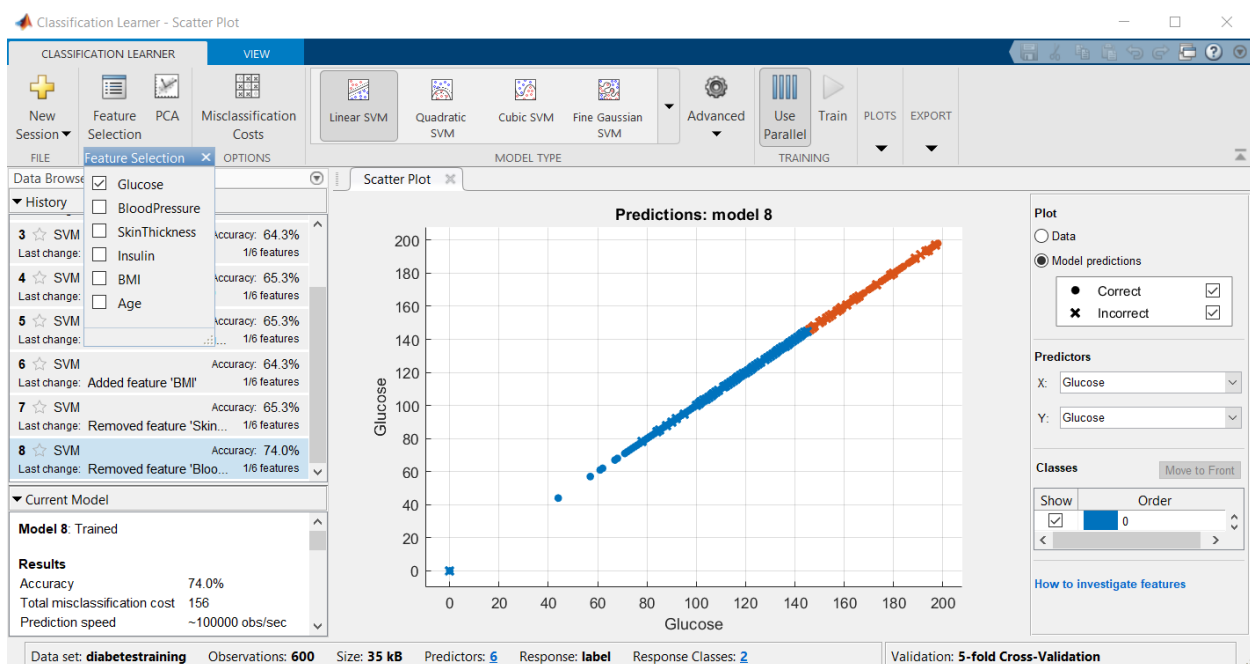 Classification Learner - Scatter Plot
CLASSIFICATION LEARNER VIEW
New Session
Feature Selection
PCA
Misclassification Costs
Linear SVM
Quadratic SVM
Cubic SVM
Fine Gaussian SVM
Advanced
Use Parallel
Train
PLOTS
EXPORT
FILE
OPTIONS
MODEL TYPE
TRAINING
Feature Selection
Glucose
BloodPressure
SkinThickness
Insulin
BMI
Age
Data Browse
History
3 SVM Accuracy: 64.3%
Last change: 1/6 features
4 SVM Accuracy: 65.3%
Last change: 1/6 features
5 SVM Accuracy: 65.3%
Last change: ... 1/6 features
6 SVM Accuracy: 64.3%
Last change: Added feature 'BMI' 1/6 features
7 SVM Accuracy: 65.3%
Last change: Removed feature 'Skin... 1/6 features
8 SVM Accuracy: 74.0%
Last change: Removed feature 'Bloo... 1/6 features
Current Model
Model 8: Trained
Results
Accuracy 74.0%
Total misclassification cost 156
Prediction speed ~100000 obs/sec
Scatter Plot
Predictions: model 8
200
180
160
140
120
100
80
60
40
20
0
Glucose
0 20 40 60 80 100 120 140 160 180 200
Glucose
Plot
Data
Model predictions
Correct
Incorrect
Predictors
X: Glucose
Y: Glucose
Classes Move to Front
Show Order
0
How to investigate features
Data set: diabetestraining Observations: 600 Size: 35 kB Predictors: 6 Response: label Response Classes: 2 Validation: 5-fold Cross-Validation